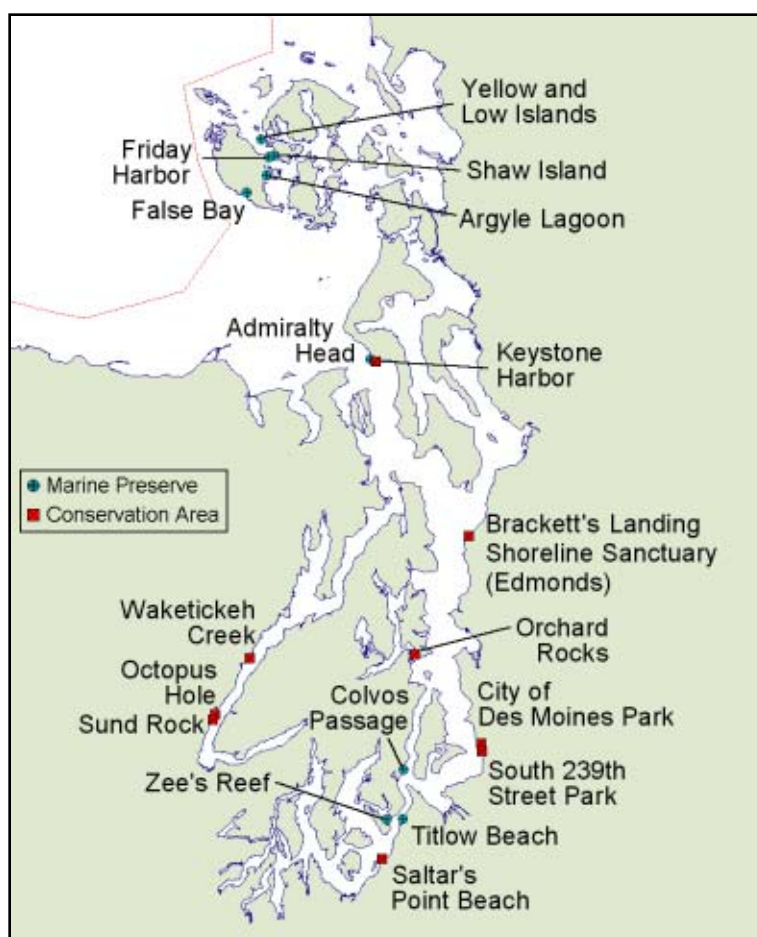 Yellow and
Low Islands
Friday
Harbor
Shaw Island
False Bay
Argyle Lagoon
Admiralty
Head
Keystone
Harbor
Marine Preserve
Conservation Area
Brackett's Landing
Shoreline Sanctuary
(Edmonds)
Waketickeh
Creek
Orchard
Rocks
Octopus
Hole
Sund Rock
Colvos
Passage
City of
Des Moines Park
Zee's Reef
South 239th
Street Park
Titlow Beach
Saltar's
Point Beach